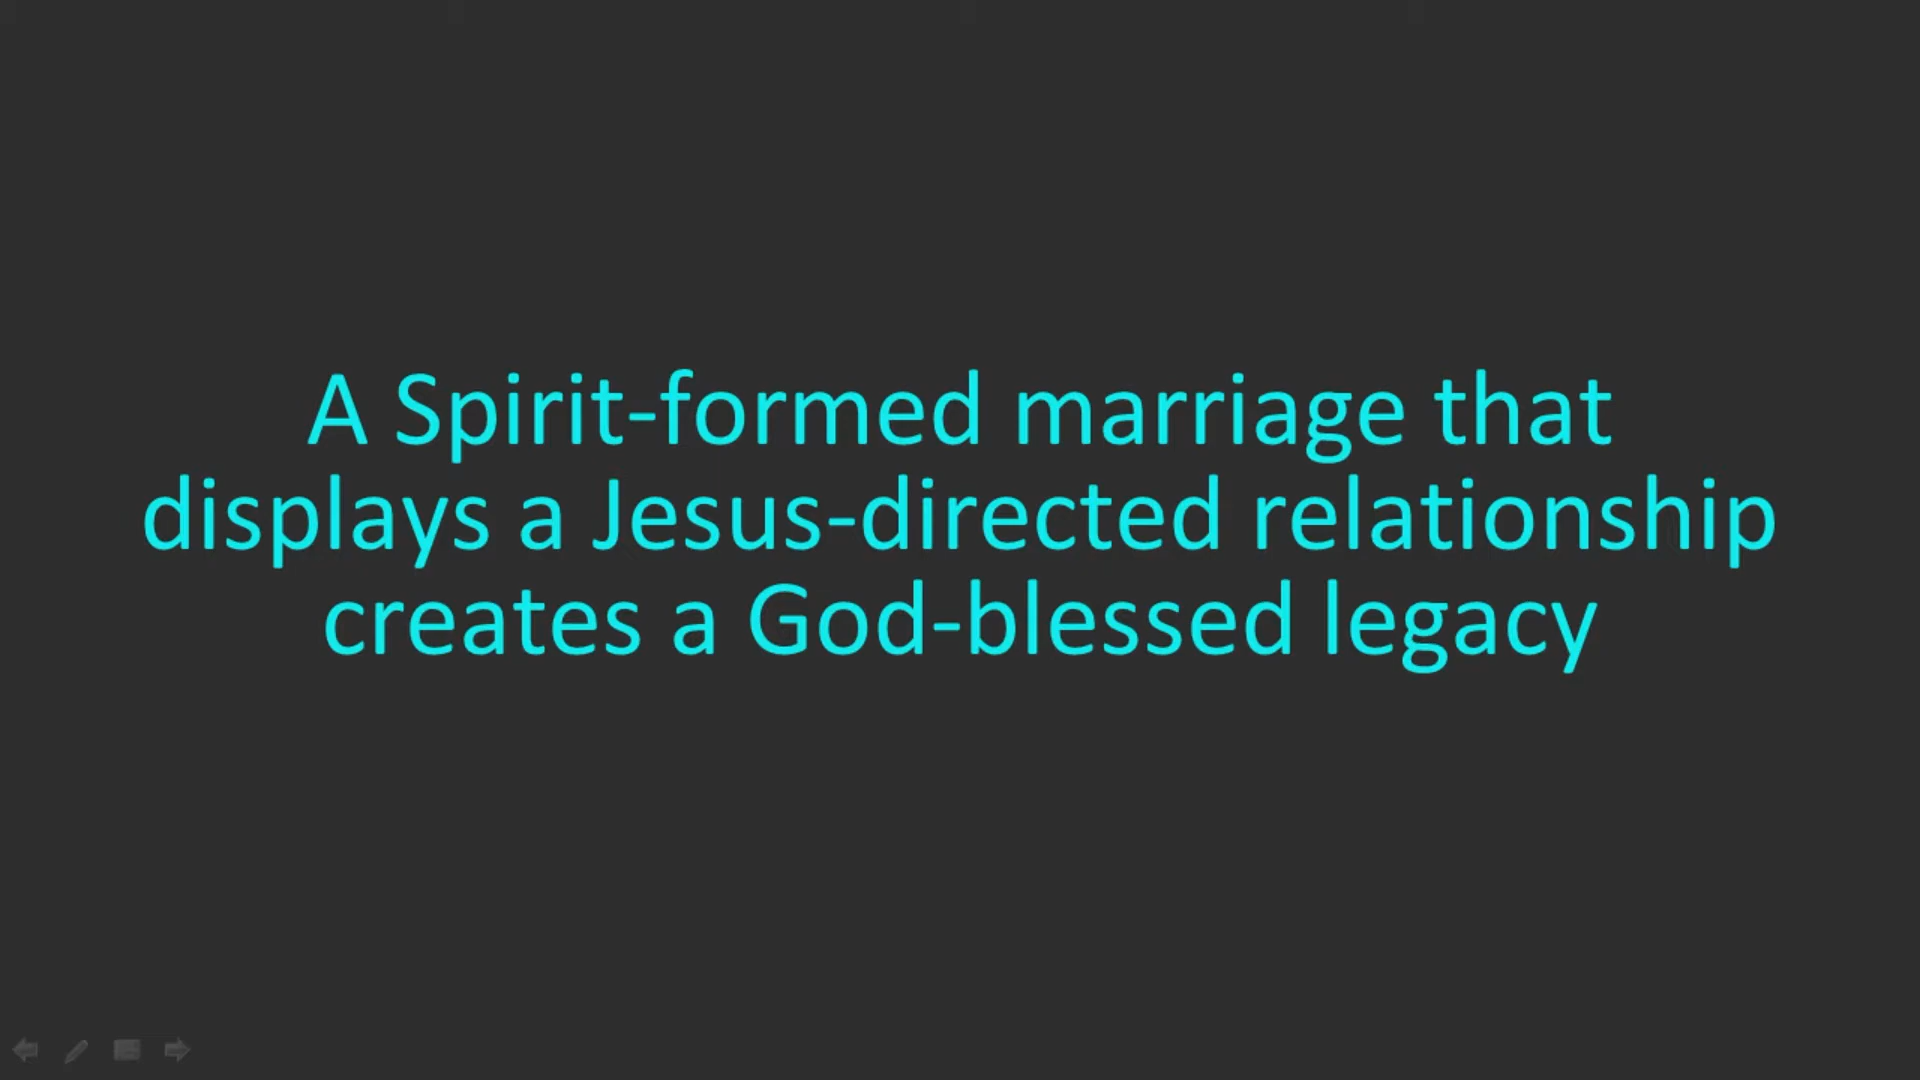 A Spirit-formed marriage that
displays a Jesus-directed relationship
creates a God-blessed legacy